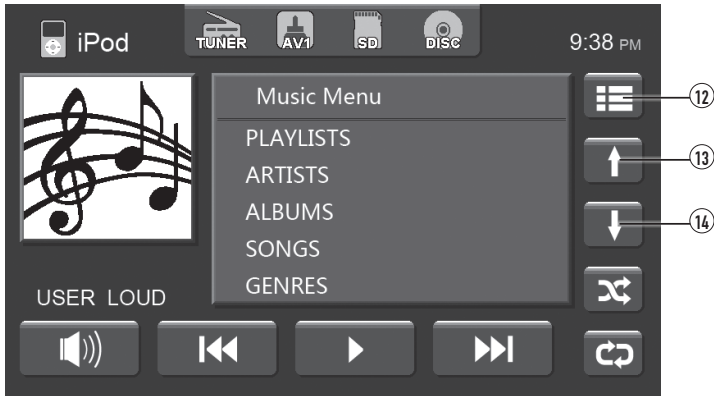 iPod
TUNER
AV1
SD
DISC
9:38 PM
Music Menu
PLAYLISTS
ARTISTS
ALBUMS
SONGS
GENRES
USER LOUD
⑫
⑬
⑭